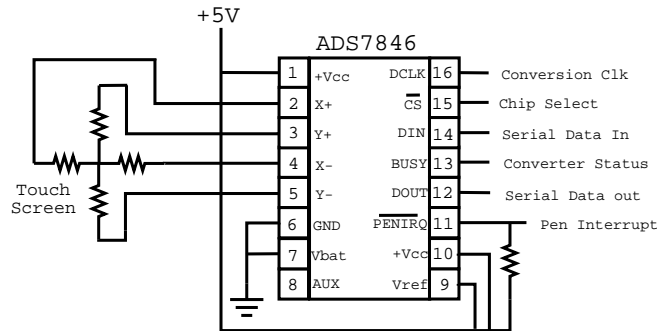 +5V
ADS7846
1 +Vcc DCLK 16 Conversion Clk
2 X+ CS 15 Chip Select
3 Y+ DIN 14 Serial Data In
4 X- BUSY 13 Converter Status
5 Y- DOUT 12 Serial Data out
6 GND PENIRQ 11 Pen Interrupt
7 Vbat +Vcc 10
8 AUX Vref 9
Touch
Screen